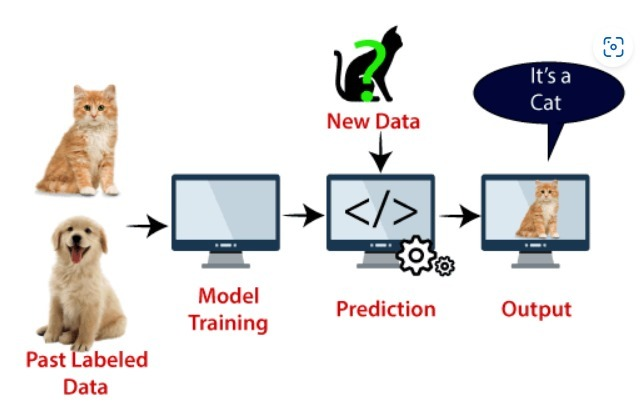 It's a
Cat
?
New Data
</>
Model
Training
Prediction
Output
Past Labeled
Data